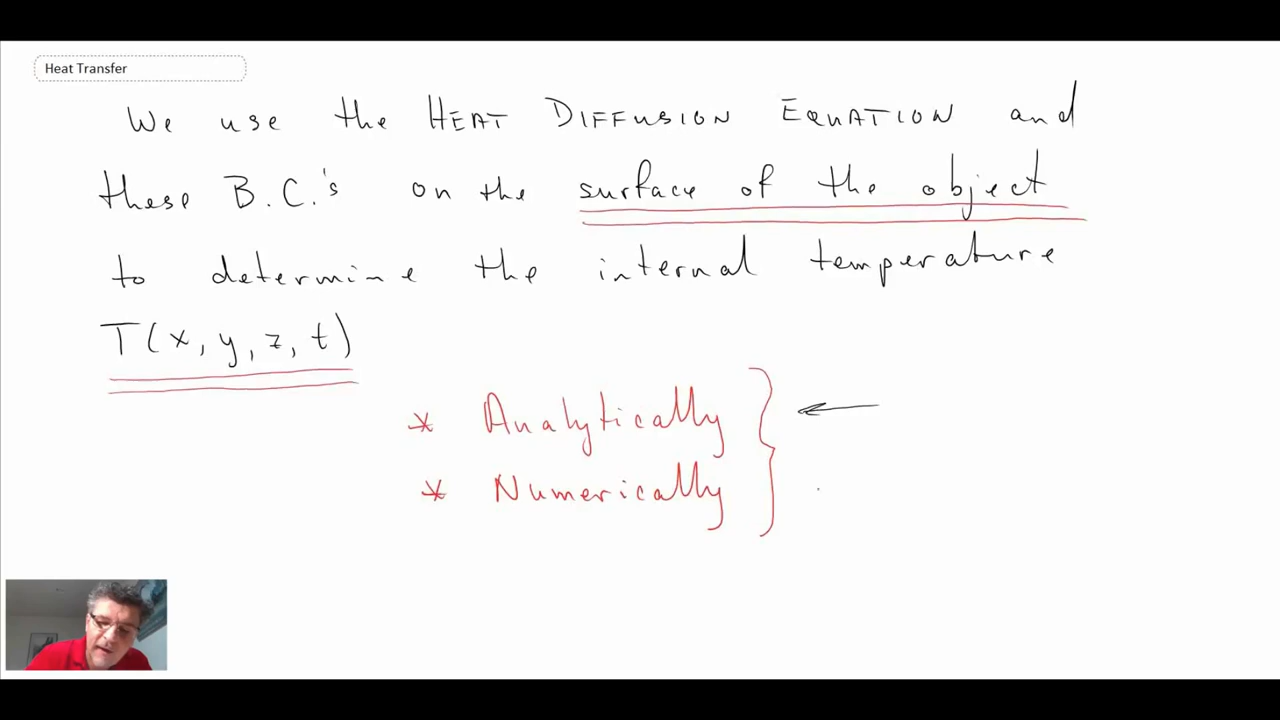 Heat Transfer
We use the HEAT DIFFUSION EQUATION and
these B.C.'s on the surface of the object
to determine the internal temperature
T(x, y, z, t)
* Analytically
* Numerically